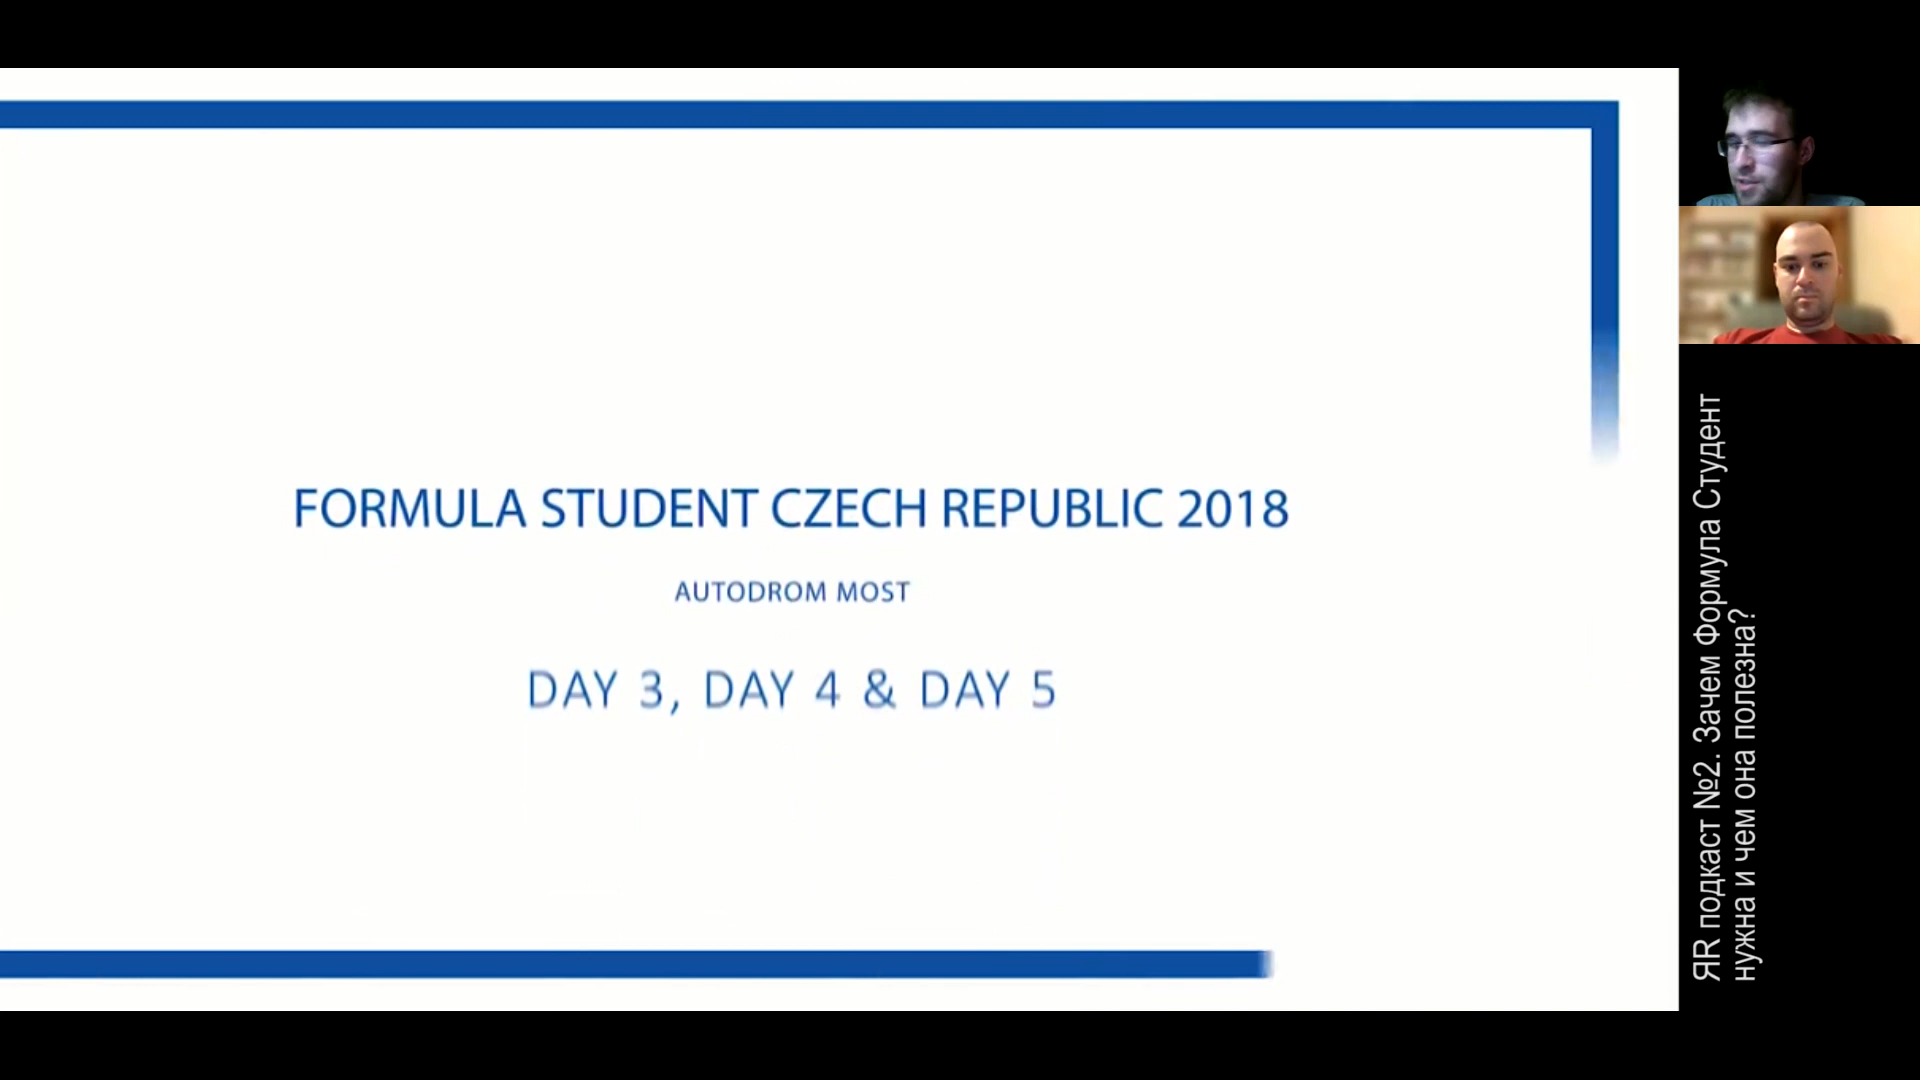 FORMULA STUDENT CZECH REPUBLIC 2018
AUTODROM MOST
DAY 3, DAY 4 & DAY 5
ЯR подкаст №2. Зачем Формула Студент
нужна и чем она полезна?